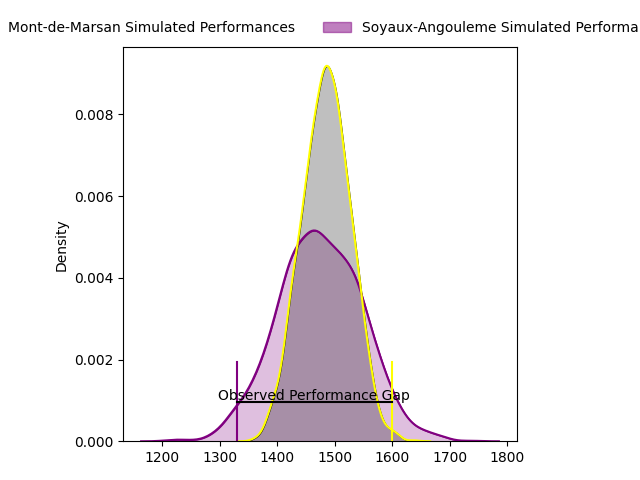 Mont-de-Marsan Simulated Performances Soyaux-Angouleme Simulated Performa
0.008
0.006
Density
0.004
0.002
Observed Performance Gap
0.000
1200 1300 1400 1500 1600 1700 1800